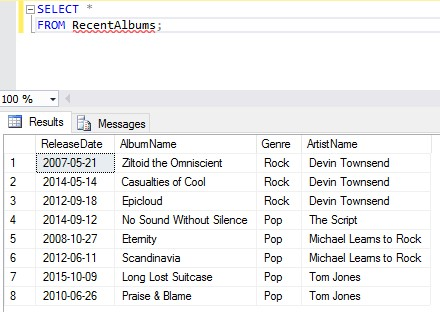 SELECT *
FROM RecentAlbums;
100 %
Results Messages
ReleaseDate AlbumName Genre ArtistName
1 2007-05-21 Ziltoid the Omniscient Rock Devin Townsend
2 2014-05-14 Casualties of Cool Rock Devin Townsend
3 2012-09-18 Epicloud Rock Devin Townsend
4 2014-09-12 No Sound Without Silence Pop The Script
5 2008-10-27 Eternity Pop Michael Learns to Rock
6 2012-06-11 Scandinavia Pop Michael Learns to Rock
7 2015-10-09 Long Lost Suitcase Pop Tom Jones
8 2010-06-26 Praise & Blame Pop Tom Jones